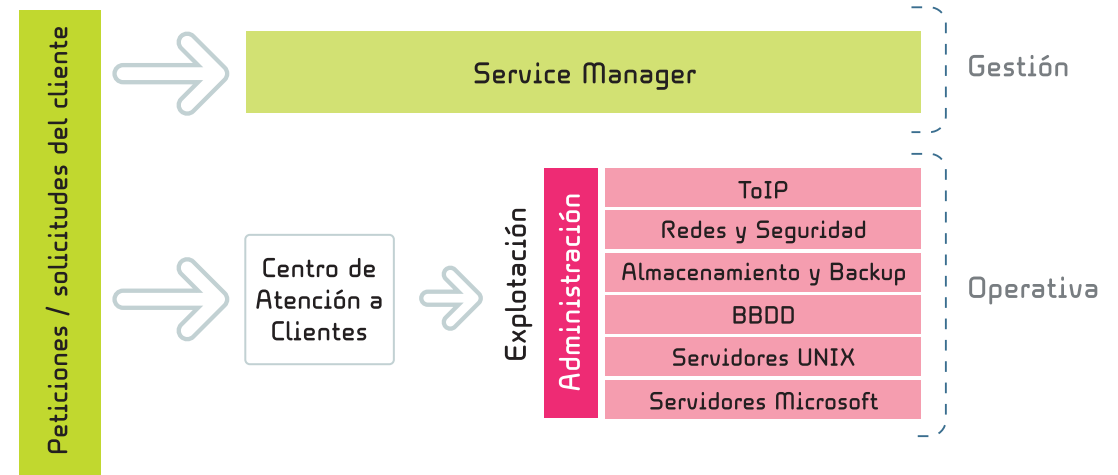 Peticiones / solicitudes del cliente
Service Manager
Gestión
Centro de
Atención a
Clientes
Explotación
Administración
ToIP
Redes y Seguridad
Almacenamiento y Backup
BBDD
Servidores UNIX
Servidores Microsoft
Operativa